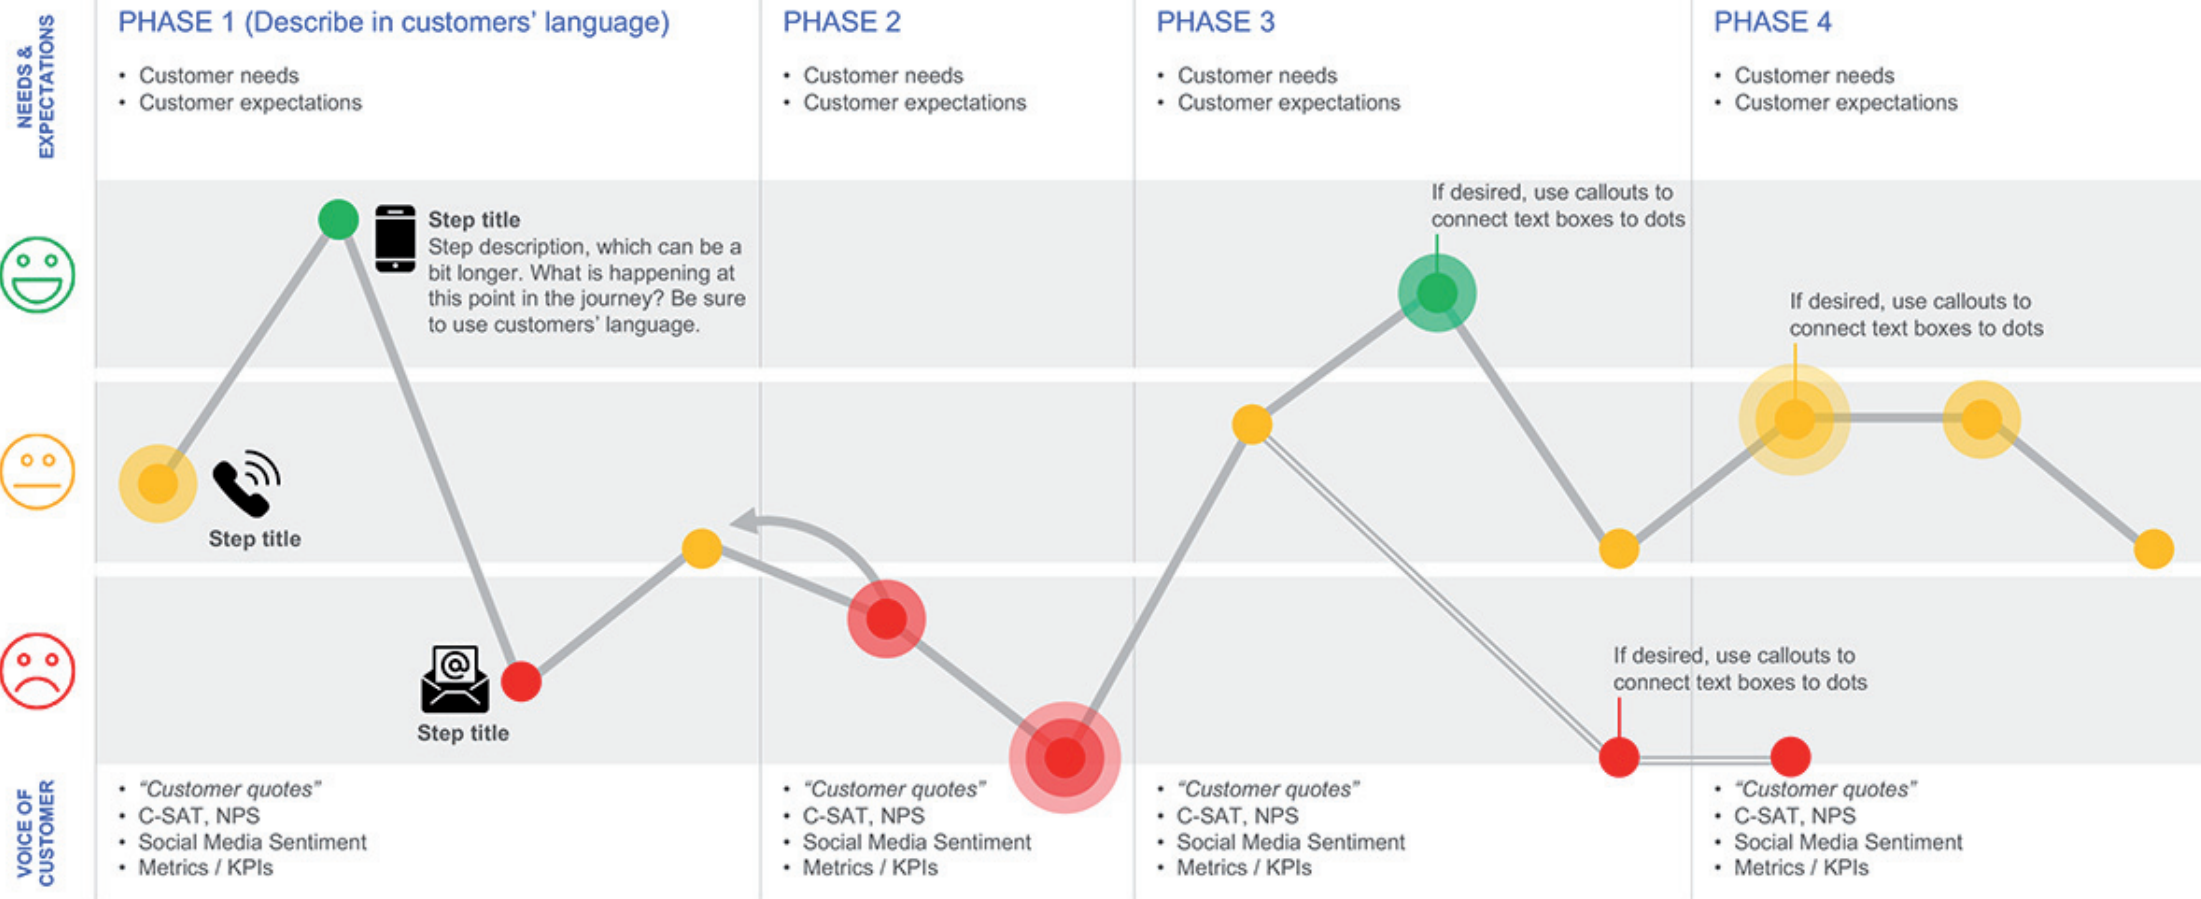 NEEDS &
EXPECTATIONS
PHASE 1 (Describe in customers’ language)
• Customer needs
• Customer expectations
PHASE 2
• Customer needs
• Customer expectations
PHASE 3
• Customer needs
• Customer expectations
PHASE 4
• Customer needs
• Customer expectations
Step title
Step description, which can be a
bit longer. What is happening at
this point in the journey? Be sure
to use customers’ language.
If desired, use callouts to
connect text boxes to dots
If desired, use callouts to
connect text boxes to dots
Step title
@
Step title
If desired, use callouts to
connect text boxes to dots
VOICE OF
CUSTOMER
• “Customer quotes”
• C-SAT, NPS
• Social Media Sentiment
• Metrics / KPIs
• “Customer quotes”
• C-SAT, NPS
• Social Media Sentiment
• Metrics / KPIs
• “Customer quotes”
• C-SAT, NPS
• Social Media Sentiment
• Metrics / KPIs
• “Customer quotes”
• C-SAT, NPS
• Social Media Sentiment
• Metrics / KPIs